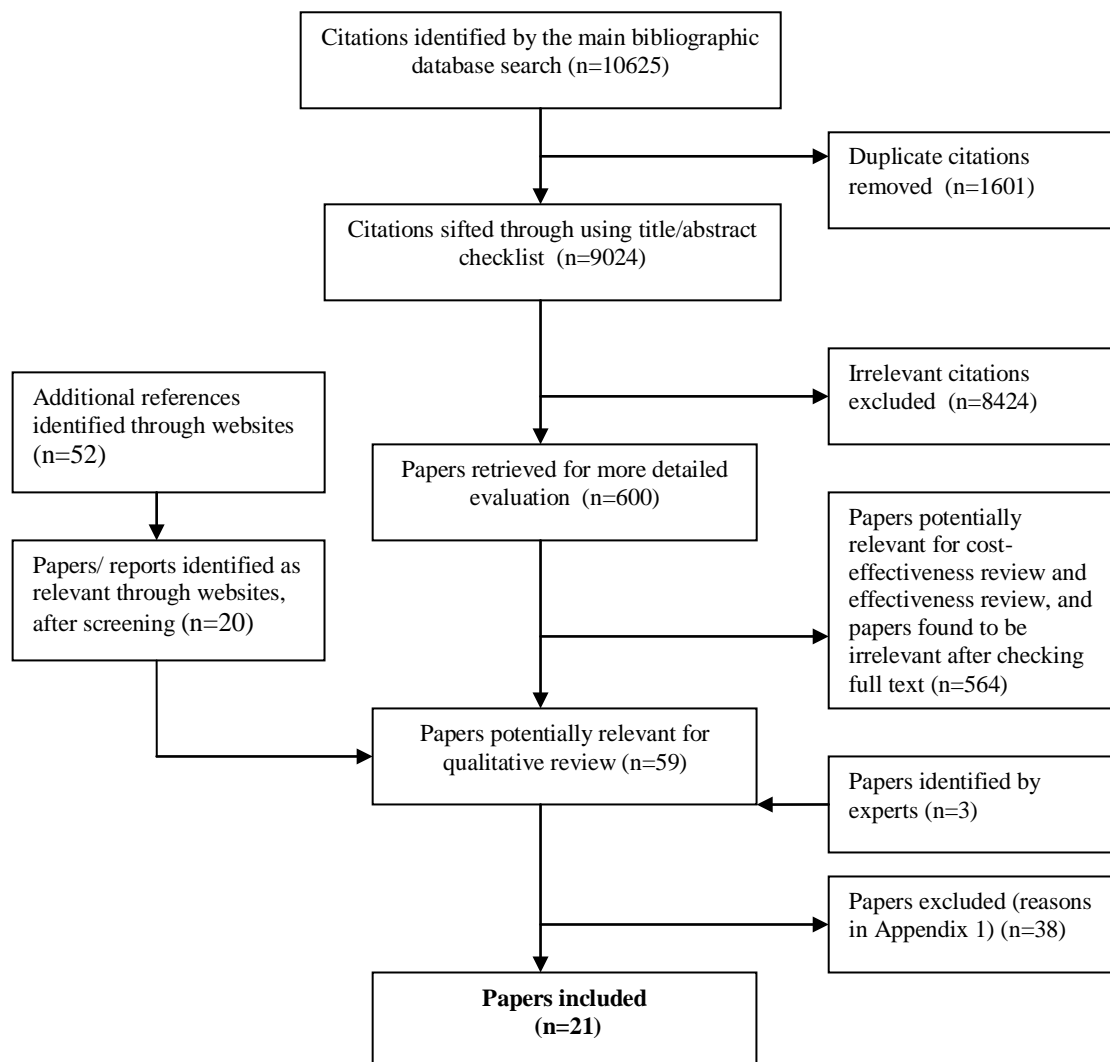 Citations identified by the main bibliographic
database search (n=10625)
Duplicate citations
removed (n=1601)
Citations sifted through using title/abstract
checklist (n=9024)
Irrelevant citations
excluded (n=8424)
Additional references
identified through websites
(n=52)
Papers retrieved for more detailed
evaluation (n=600)
Papers potentially
relevant for cost-
effectiveness review and
effectiveness review, and
papers found to be
irrelevant after checking
full text (n=564)
Papers/ reports identified as
relevant through websites,
after screening (n=20)
Papers potentially relevant for
qualitative review (n=59)
Papers identified by
experts (n=3)
Papers excluded (reasons
in Appendix 1) (n=38)
Papers included
(n=21)